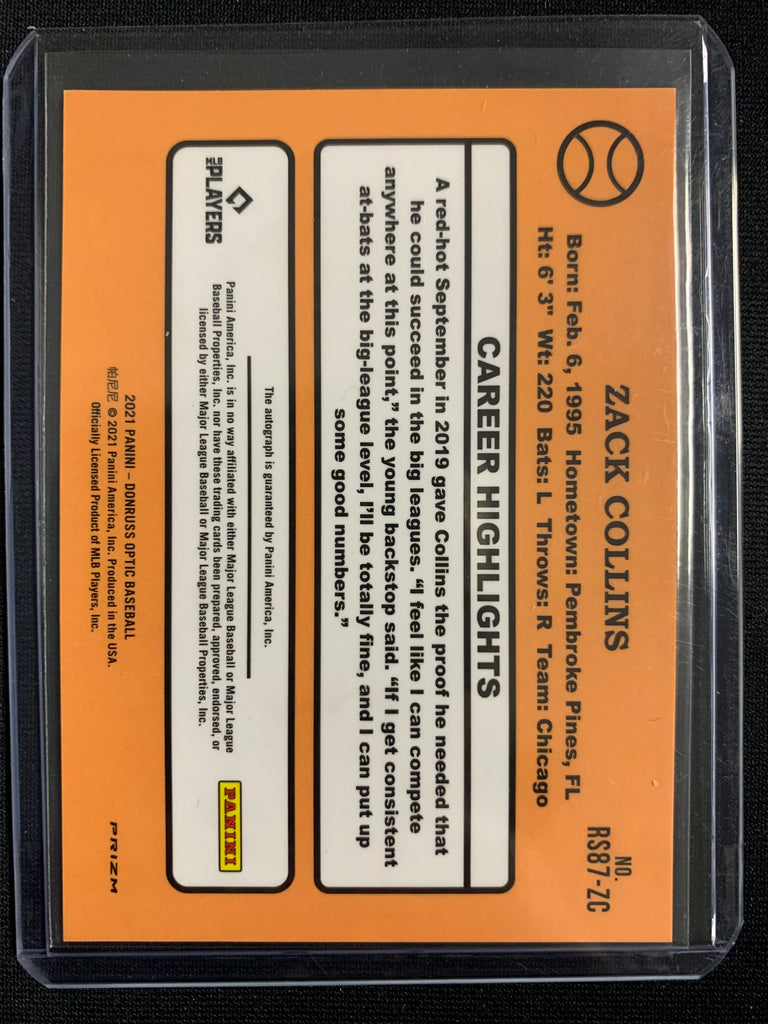 NO.
RS87-ZC
ZACK COLLINS
Born: Feb. 6, 1995 Hometown: Pembroke Pines, FL
Ht: 6' 3" Wt: 220 Bats: L Throws: R Team: Chicago
CAREER HIGHLIGHTS
A red-hot September in 2019 gave Collins the proof he needed that
he could succeed in the big leagues. “I feel like I can compete
anywhere at this point,” the young backstop said. “If I get consistent
at-bats at the big-league level, I'll be totally fine, and I can put up
some good numbers.”
MLB PLAYERS
The autograph is guaranteed by Panini America, Inc.
Panini America, Inc. is in no way affiliated with either Major League Baseball or Major League
Baseball Properties, Inc. nor have these trading cards been prepared, approved, endorsed, or
licensed by either Major League Baseball or Major League Baseball Properties, Inc.
PANINI
2021 PANINI – DONRUSS OPTIC BASEBALL
帕尼尼 © 2021 Panini America, Inc. Produced in the USA.
Officially Licensed Product of MLB Players, Inc.
PRIZM